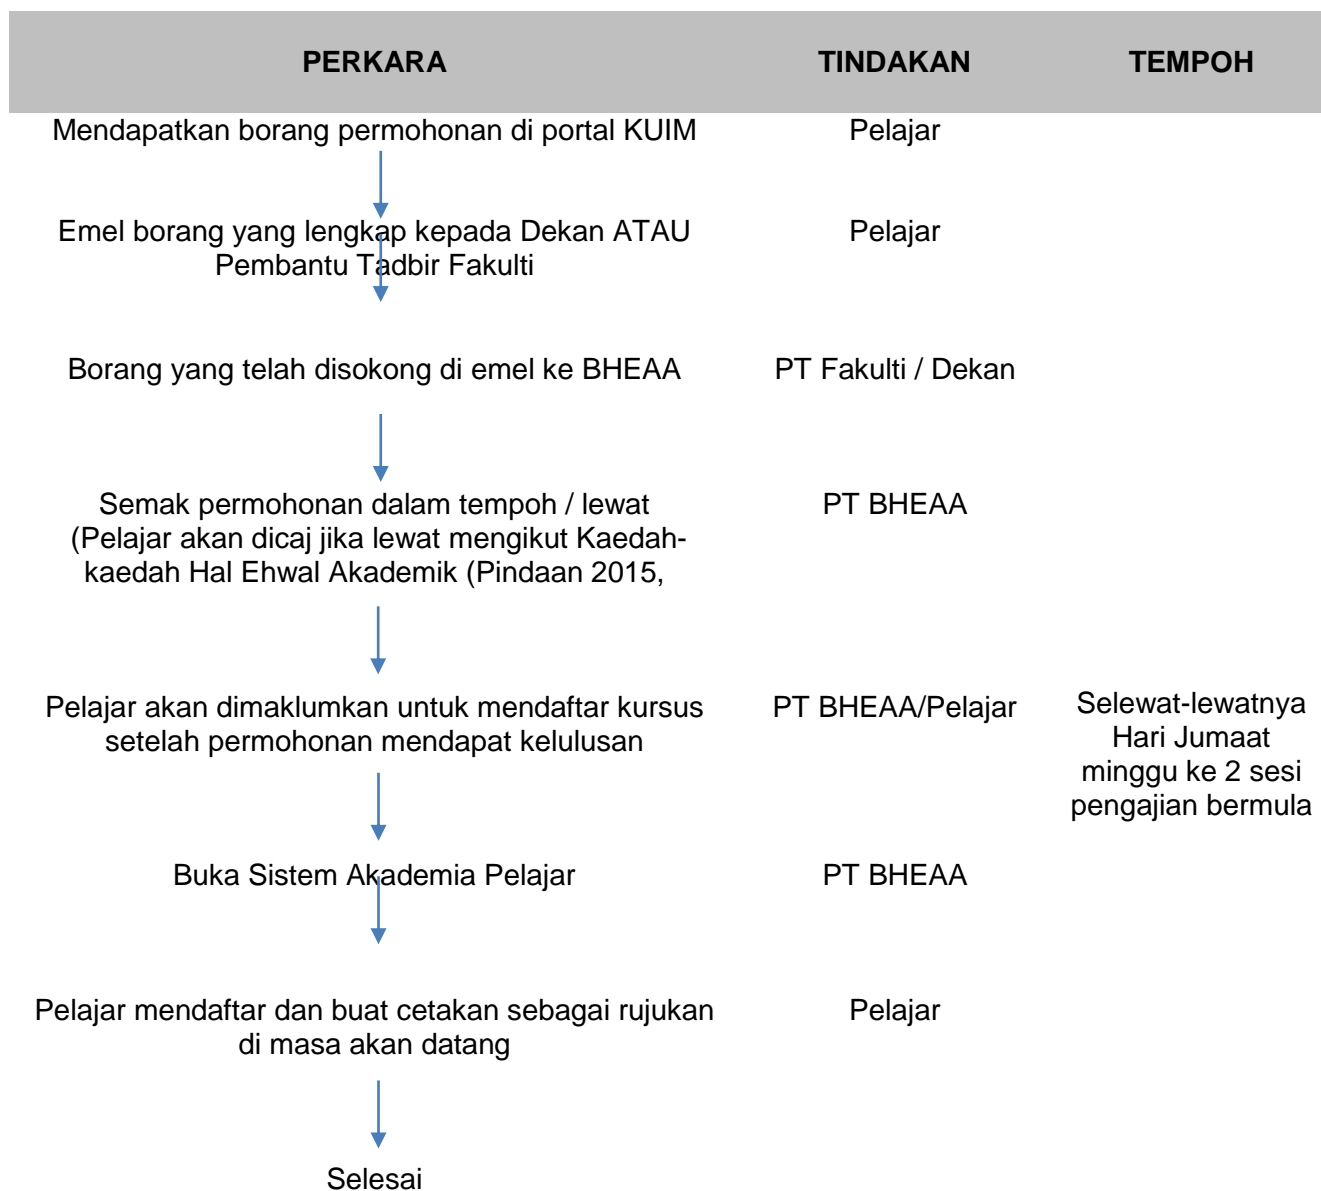 PERKARA TINDAKAN TEMPOH
Mendapatkan borang permohonan di portal KUIM Pelajar
Emel borang yang lengkap kepada Dekan ATAU Pelajar
Pembantu Tadbir Fakulti
Borang yang telah disokong di emel ke BHEAA PT Fakulti / Dekan
Semak permohonan dalam tempoh / lewat PT BHEAA
(Pelajar akan dicaj jika lewat mengikut Kaedah-
kaedah Hal Ehwal Akademik (Pindaan 2015,
Pelajar akan dimaklumkan untuk mendaftar kursus PT BHEAA/Pelajar
setelah permohonan mendapat kelulusan
Selewat-lewatnya
Hari Jumaat
minggu ke 2 sesi
pengajian bermula
Buka Sistem Akademia Pelajar PT BHEAA
Pelajar mendaftar dan buat cetakan sebagai rujukan Pelajar
di masa akan datang
Selesai